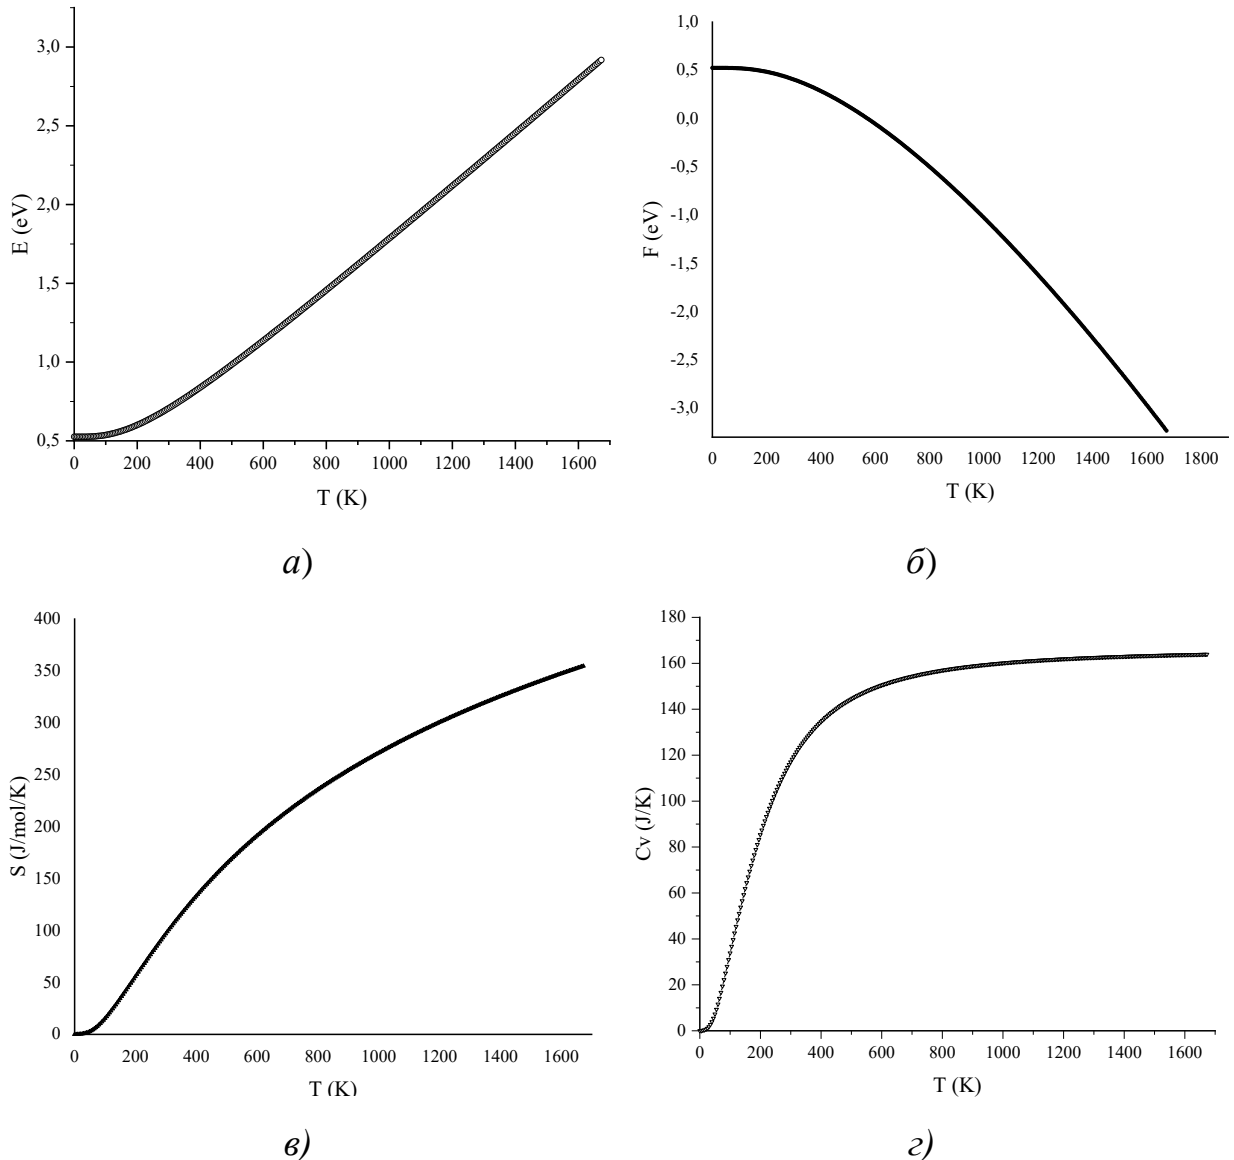 3,0
2,5
2,0
1,5
1,0
0,5
E (eV)
0 200 400 600 800 1000 1200 1400 1600
T (K)
а)
1,0
0,5
0,0
-0,5
-1,0
-1,5
-2,0
-2,5
-3,0
F (eV)
0 200 400 600 800 1000 1200 1400 1600 1800
T (K)
б)
400
350
300
250
200
150
100
50
0
S (J/mol/K)
0 200 400 600 800 1000 1200 1400 1600
T (K)
в)
180
160
140
120
100
80
60
40
20
0
Cv (J/K)
0 200 400 600 800 1000 1200 1400 1600
T (K)
г)